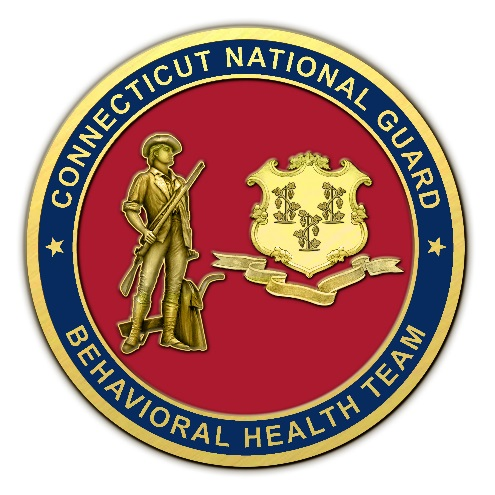 CONNECTICUT NATIONAL GUARD
BEHAVIORAL HEALTH TEAM